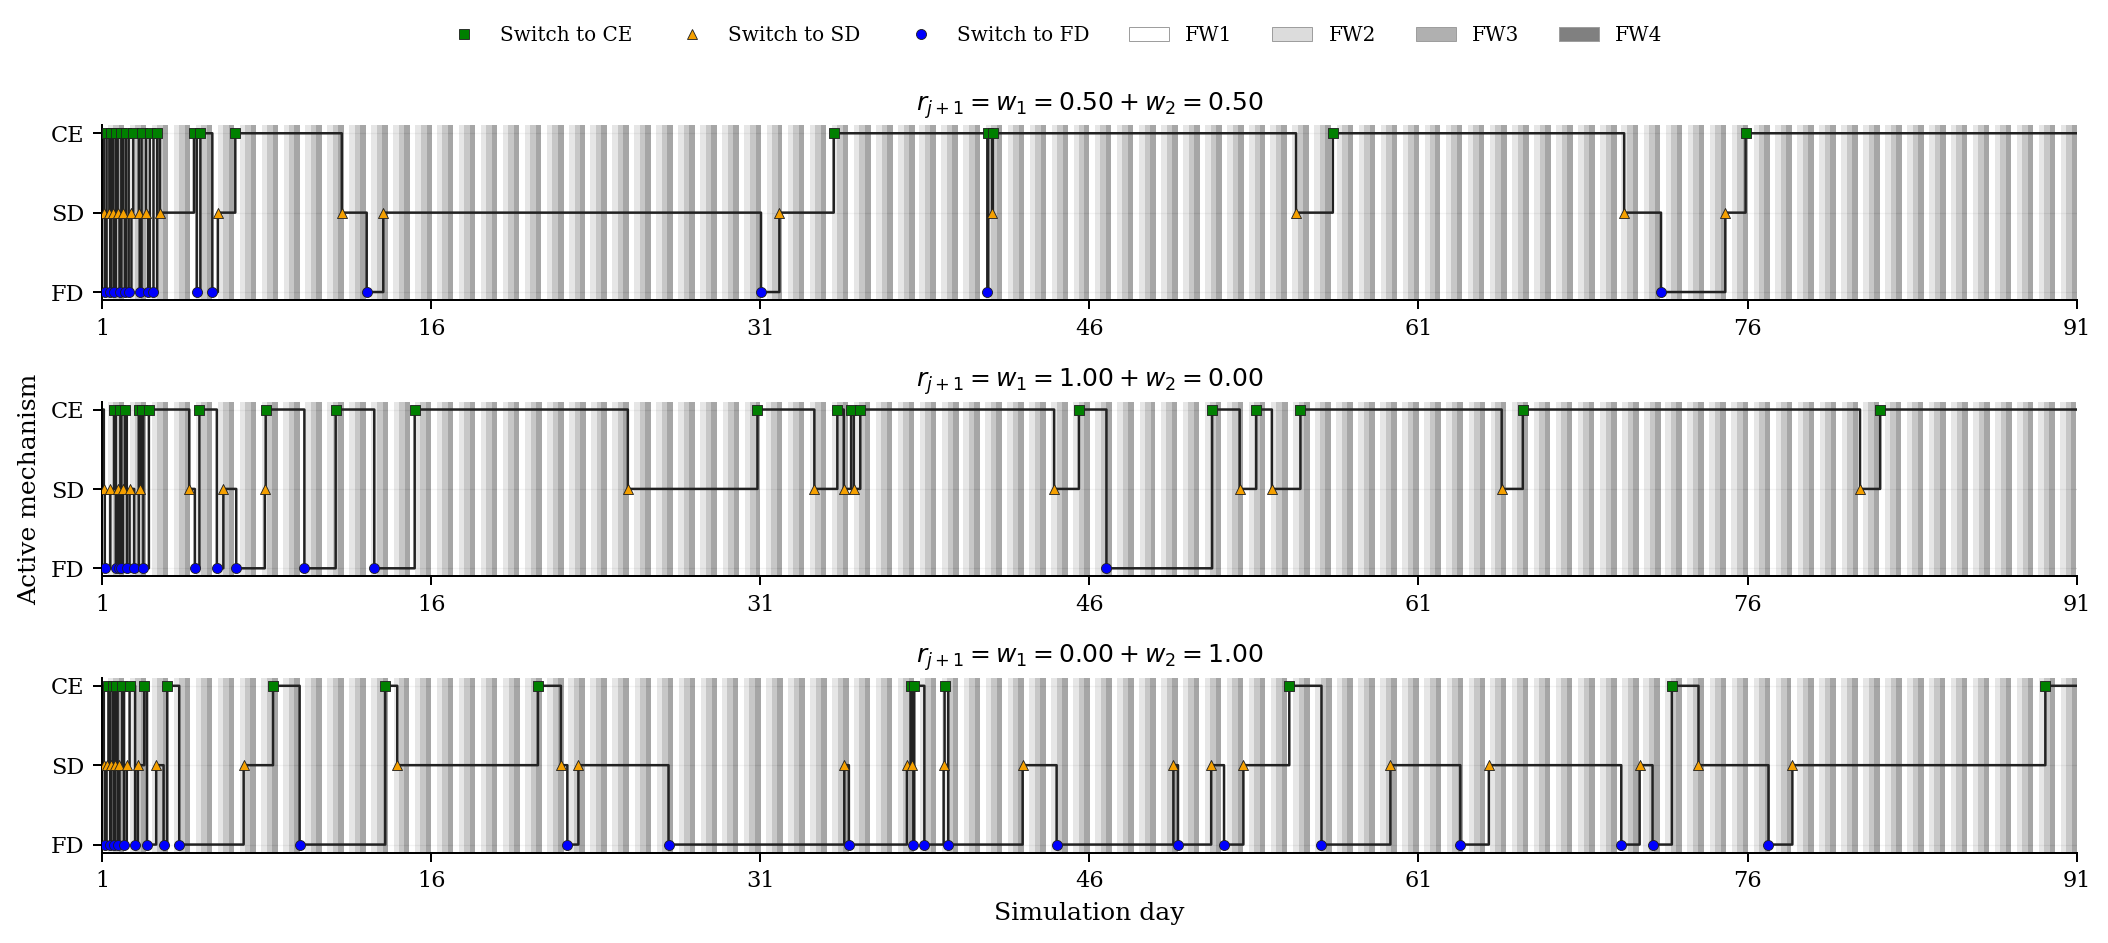 Switch to CE Switch to SD Switch to FD FW1 FW2 FW3 FW4
r_{j+1} = w_1 = 0.50 + w_2 = 0.50
CE
SD
FD
1 16 31 46 61 76 91
r_{j+1} = w_1 = 1.00 + w_2 = 0.00
Active mechanism
CE
SD
FD
1 16 31 46 61 76 91
r_{j+1} = w_1 = 0.00 + w_2 = 1.00
CE
SD
FD
1 16 31 46 61 76 91
Simulation day